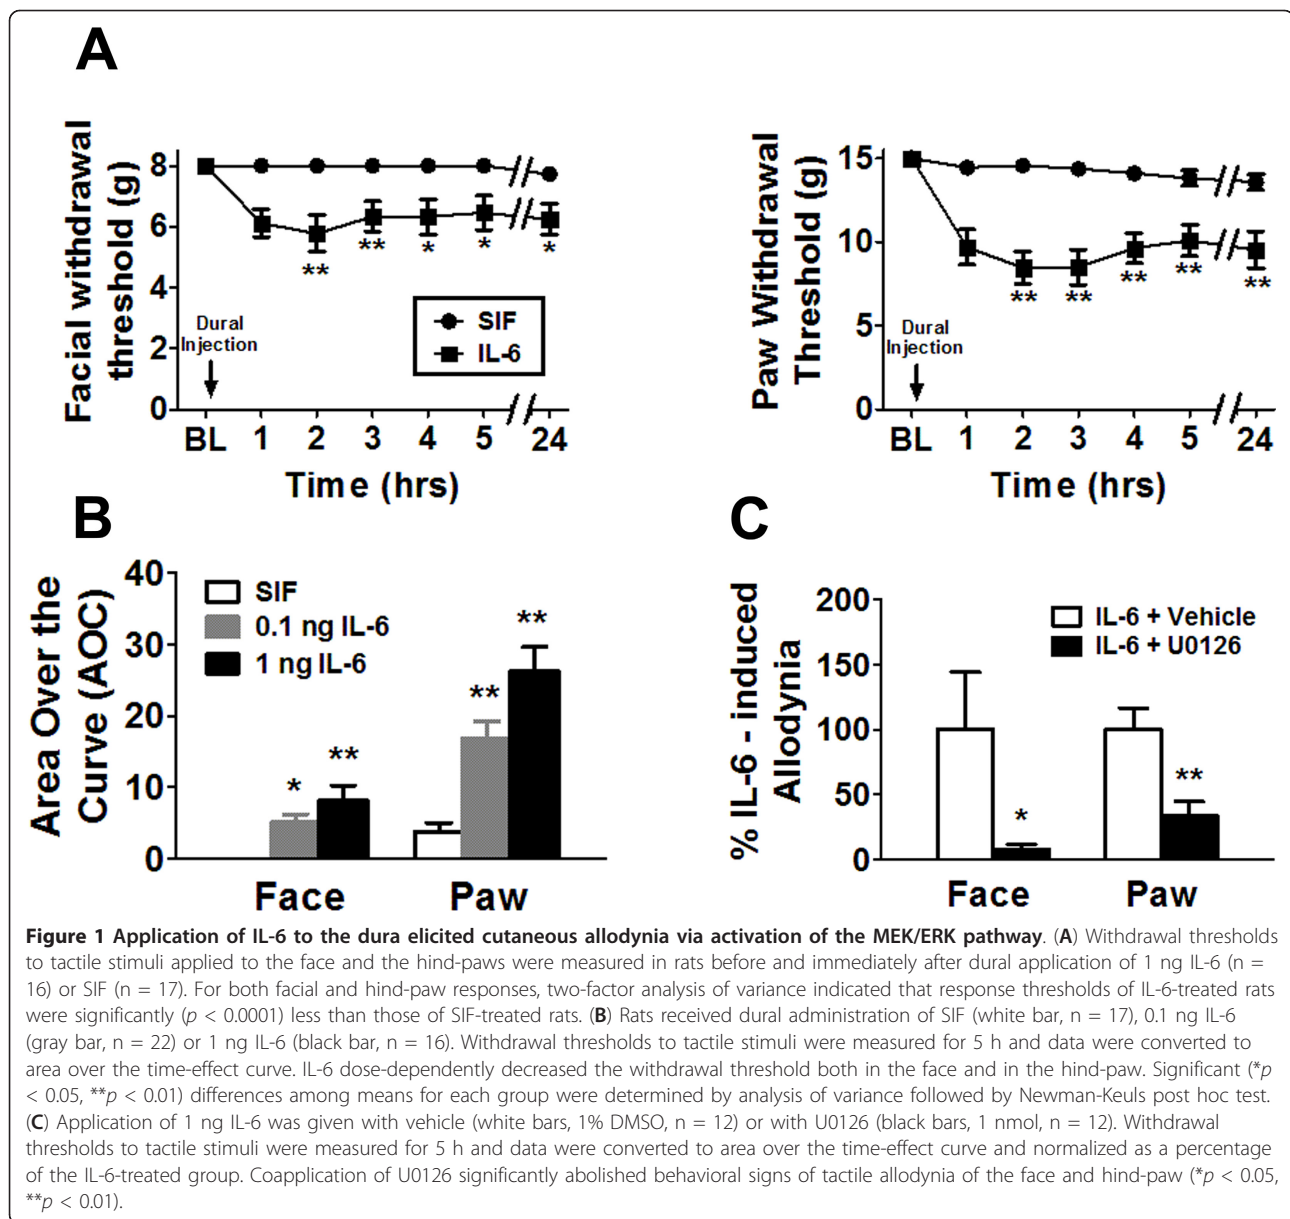 A
Facial withdrawal
threshold (g)
8
6
4
2
0
Dural
Injection
SIF
IL-6
**
**
*
*
*
BL 1 2 3 4 5 24
Time (hrs)
Paw Withdrawal
Threshold (g)
15
10
5
0
Dural
Injection
**
**
**
**
**
BL 1 2 3 4 5 24
Time (hrs)
B
Area Over the
Curve (AOC)
40
30
20
10
0
SIF
0.1 ng IL-6
1 ng IL-6
*
**
**
**
Face Paw
C
% IL-6 - induced
Allodynia
200
150
100
50
0
IL-6 + Vehicle
IL-6 + U0126
*
**
Face Paw
Figure 1 Application of IL-6 to the dura elicited cutaneous allodynia via activation of the MEK/ERK pathway. (A) Withdrawal thresholds
to tactile stimuli applied to the face and the hind-paws were measured in rats before and immediately after dural application of 1 ng IL-6 (n =
16) or SIF (n = 17). For both facial and hind-paw responses, two-factor analysis of variance indicated that response thresholds of IL-6-treated rats
were significantly (p < 0.0001) less than those of SIF-treated rats. (B) Rats received dural administration of SIF (white bar, n = 17), 0.1 ng IL-6
(gray bar, n = 22) or 1 ng IL-6 (black bar, n = 16). Withdrawal thresholds to tactile stimuli were measured for 5 h and data were converted to
area over the time-effect curve. IL-6 dose-dependently decreased the withdrawal threshold both in the face and in the hind-paw. Significant (*p
< 0.05, **p < 0.01) differences among means for each group were determined by analysis of variance followed by Newman-Keuls post hoc test.
(C) Application of 1 ng IL-6 was given with vehicle (white bars, 1% DMSO, n = 12) or with U0126 (black bars, 1 nmol, n = 12). Withdrawal
thresholds to tactile stimuli were measured for 5 h and data were converted to area over the time-effect curve and normalized as a percentage
of the IL-6-treated group. Coapplication of U0126 significantly abolished behavioral signs of tactile allodynia of the face and hind-paw (*p < 0.05,
**p < 0.01).